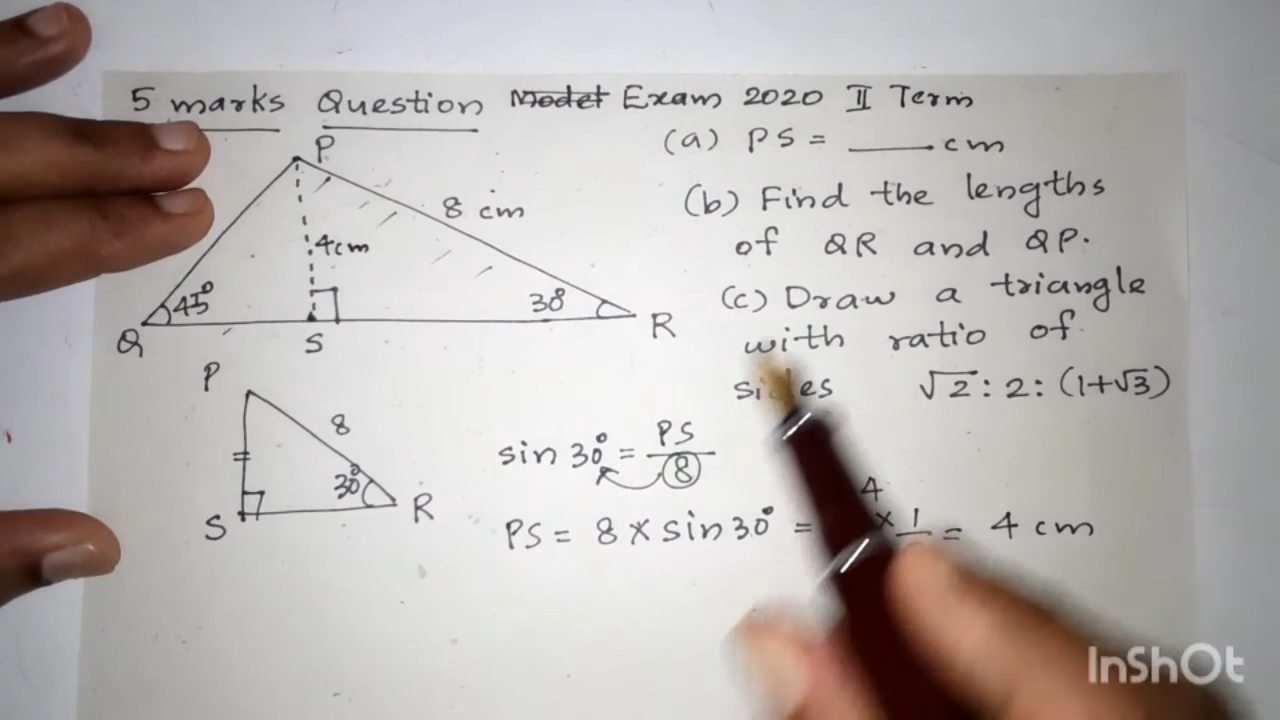 5 marks Question Model Exam 2020 II Term
(a) PS = ____ cm
P
8 cm
(b) Find the lengths
of QR and QP.
4cm
45°
30°
(c) Draw a triangle
with ratio of
Q
S
R
sides √2 : 2 : (1+√3)
P
8
30°
S
R
sin 30° = PS
8
4
PS = 8 × sin 30° = × 1 = 4 cm
InShOt